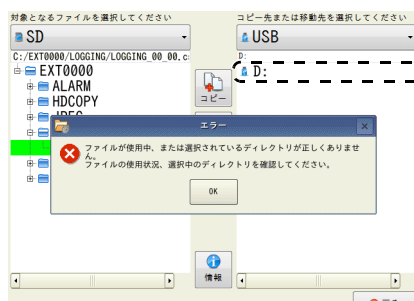 対象となるファイルを選択してください
コピー先または移動先を選択してください
SD
USB
C:/EXT0000/LOGGING/LOGGING_00_00.c
D:
EXT0000
D:
ALARM
HDCOPY
コピー
エラー
ファイルが使用中、または選択されているディレクトリが正しくありませ
ん。
ファイルの使用状況、選択中のディレクトリを確認してください。
OK
情報